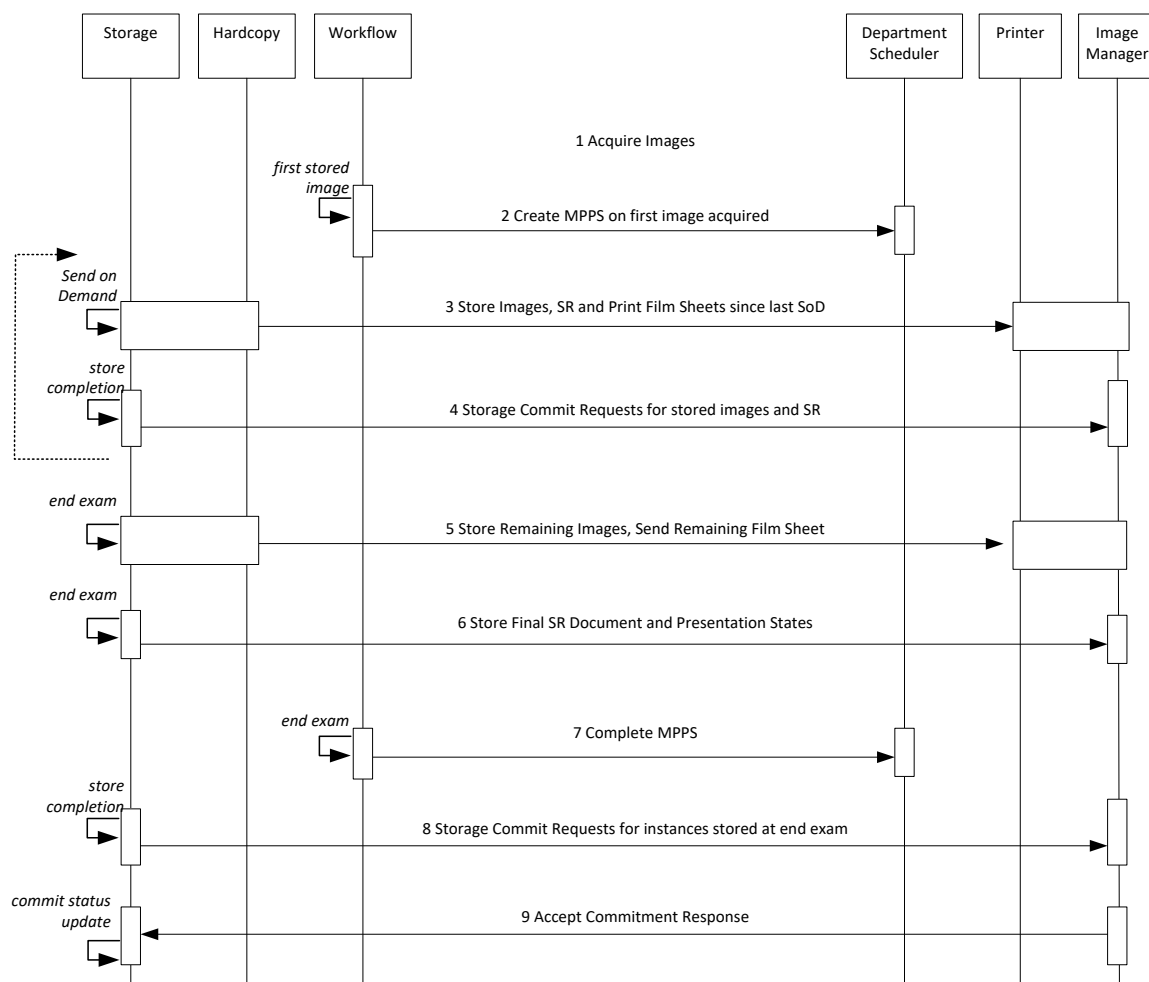 Storage
Hardcopy
Workflow
Department
Scheduler
Printer
Image
Manager
1 Acquire Images
first stored
image
2 Create MPPS on first image acquired
Send on
Demand
3 Store Images, SR and Print Film Sheets since last SoD
store
completion
4 Storage Commit Requests for stored images and SR
end exam
5 Store Remaining Images, Send Remaining Film Sheet
end exam
6 Store Final SR Document and Presentation States
end exam
7 Complete MPPS
store
completion
8 Storage Commit Requests for instances stored at end exam
commit status
update
9 Accept Commitment Response